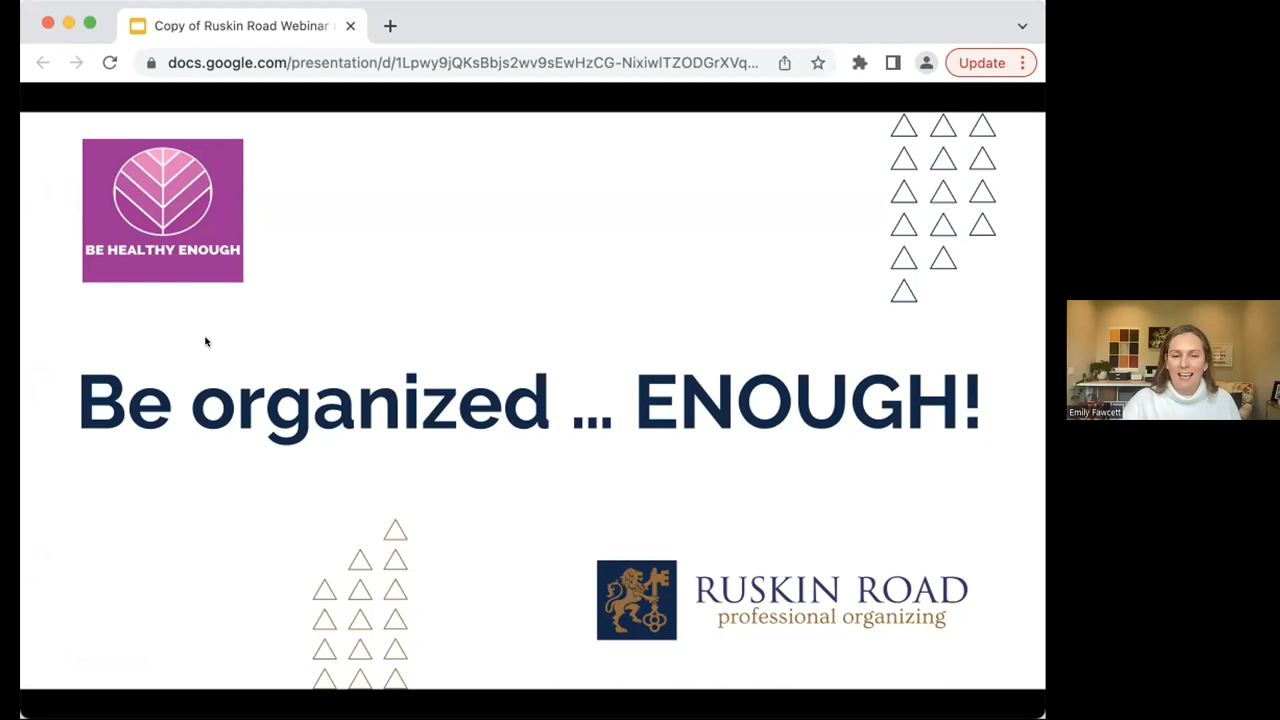 Copy of Ruskin Road Webinar
docs.google.com/presentation/d/1Lpwy9jQKsBbjs2wv9sEwHzCG-NixiwITZODGrXVq...
Update
BE HEALTHY ENOUGH
Be organized ... ENOUGH!
Emily Fawcett
RUSKIN ROAD
professional organizing